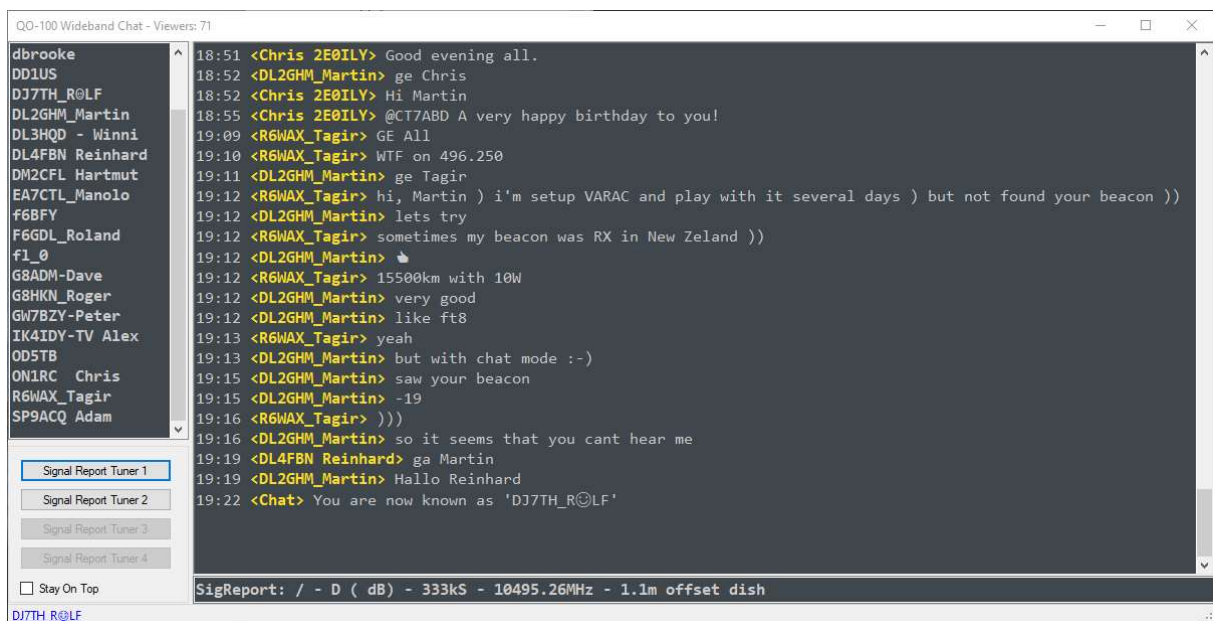 QO-100 Wideband Chat - Viewers: 71
dbrooke
DD1US
DJ7TH_R☺LF
DL2GHM_Martin
DL3HQD - Winni
DL4FBN Reinhard
DM2CFL Hartmut
EA7CTL_Manolo
f6BFY
F6GDL_Roland
fl_0
G8ADM-Dave
G8HKN_Roger
GW7BZY-Peter
IK4IDY-TV Alex
OD5TB
ON1RC  Chris
R6WAX_Tagir
SP9ACQ Adam
18:51 <Chris 2E0ILY> Good evening all.
18:52 <DL2GHM_Martin> ge Chris
18:52 <Chris 2E0ILY> Hi Martin
18:55 <Chris 2E0ILY> @CT7ABD A very happy birthday to you!
19:09 <R6WAX_Tagir> GE All
19:10 <R6WAX_Tagir> WTF on 496.250
19:11 <DL2GHM_Martin> ge Tagir
19:12 <R6WAX_Tagir> hi, Martin ) i'm setup VARAC and play with it several days ) but not found your beacon ))
19:12 <DL2GHM_Martin> lets try
19:12 <R6WAX_Tagir> sometimes my beacon was RX in New Zeland ))
19:12 <DL2GHM_Martin> 👍
19:12 <R6WAX_Tagir> 15500km with 10W
19:12 <DL2GHM_Martin> very good
19:12 <DL2GHM_Martin> like ft8
19:13 <R6WAX_Tagir> yeah
19:13 <DL2GHM_Martin> but with chat mode :-)
19:15 <DL2GHM_Martin> saw your beacon
19:15 <DL2GHM_Martin> -19
19:16 <R6WAX_Tagir> )))
19:16 <DL2GHM_Martin> so it seems that you cant hear me
19:19 <DL4FBN Reinhard> ga Martin
19:19 <DL2GHM_Martin> Hallo Reinhard
19:22 <Chat> You are now known as 'DJ7TH_R☺LF'
Signal Report Tuner 1
Signal Report Tuner 2
Signal Report Tuner 3
Signal Report Tuner 4
Stay On Top
SigReport: / - D ( dB) - 333kS - 10495.26MHz - 1.1m offset dish
DJ7TH_R☺LF